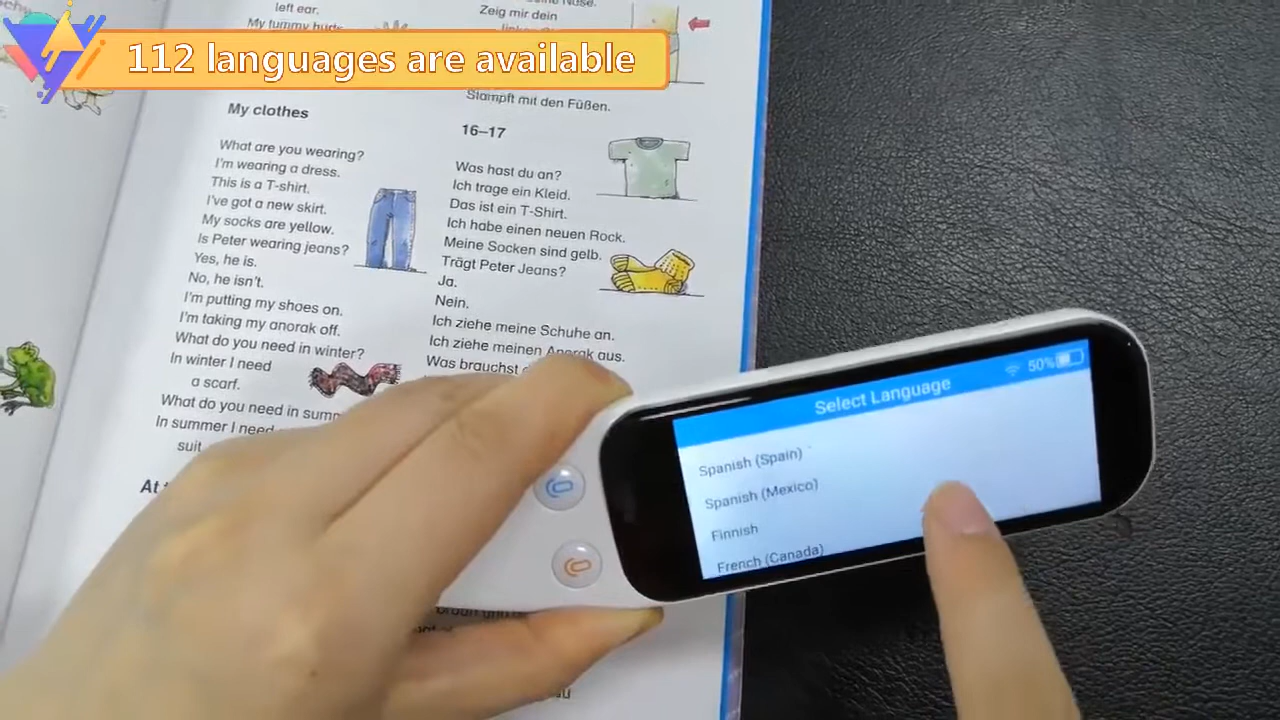 112 languages are available
left ear.
My tummy hurts
My clothes
What are you wearing?
I'm wearing a dress.
This is a T-shirt.
I've got a new skirt.
My socks are yellow.
Is Peter wearing jeans?
Yes, he is.
No, he isn't.
I'm putting my shoes on.
I'm taking my anorak off.
What do you need in winter?
In winter I need
a scarf.
What do you need in
In summer I need
suit
At
Zeig mir dein
Stampft mit den Füßen.
16–17
Was hast du an?
Ich trage ein Kleid.
Das ist ein T-Shirt.
Ich habe einen neuen Rock.
Meine Socken sind gelb.
Trägt Peter Jeans?
Ja.
Nein.
Ich ziehe meine Schuhe an.
Ich ziehe meinen Anorak aus.
Was brauchst
50%
Select Language
Spanish (Spain)
Spanish (Mexico)
Finnish
French (Canada)